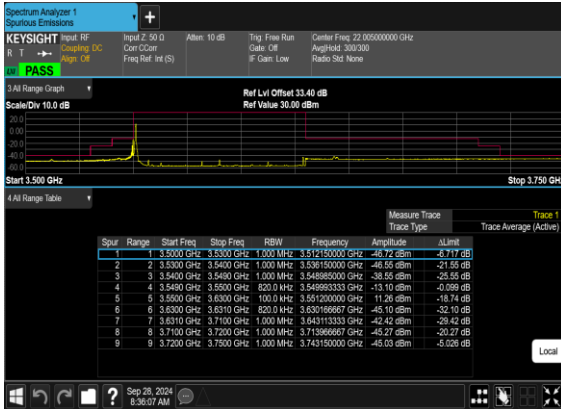 Spectrum Analyzer 1
Spurious Emissions
KEYSIGHT Input: RF Input Z: 50 Ω Atten: 10 dB Trig: Free Run Center Freq: 22.005000000 GHz
R T Coupling: DC Corr CCorr Gate: Off Avg|Hold: 300/300
Align: Off Freq Ref: Int (S) IF Gain: Low Radio Std: None
PASS
3 All Range Graph
Ref Lvl Offset 33.40 dB
Scale/Div 10.0 dB Ref Value 30.00 dBm
20.0
0.00
-20.0
-40.0
-60.0
Start 3.500 GHz Stop 3.750 GH
4 All Range Table
Measure Trace Trace 1
Trace Type Trace Average (Active)
Spur Range Start Freq Stop Freq RBW Frequency Amplitude ΔLimit
1 1 3.5000 GHz 3.5300 GHz 1.000 MHz 3.512150000 GHz -46.72 dBm -6.717 dB
2 2 3.5300 GHz 3.5400 GHz 1.000 MHz 3.536150000 GHz -46.55 dBm -21.55 dB
3 3 3.5400 GHz 3.5490 GHz 1.000 MHz 3.548985000 GHz -38.55 dBm -25.55 dB
4 4 3.5490 GHz 3.5500 GHz 820.0 kHz 3.549993333 GHz -13.10 dBm -0.099 dB
5 5 3.5500 GHz 3.6300 GHz 100.0 kHz 3.551200000 GHz 11.26 dBm -18.74 dB
6 6 3.6300 GHz 3.6310 GHz 820.0 kHz 3.630166667 GHz -45.10 dBm -32.10 dB
7 7 3.6310 GHz 3.7100 GHz 1.000 MHz 3.643113333 GHz -42.42 dBm -29.42 dB
8 8 3.7100 GHz 3.7200 GHz 1.000 MHz 3.713966667 GHz -45.27 dBm -20.27 dB
9 9 3.7200 GHz 3.7500 GHz 1.000 MHz 3.743150000 GHz -45.03 dBm -5.026 dB
Local
Sep 28, 2024
8:36:07 AM